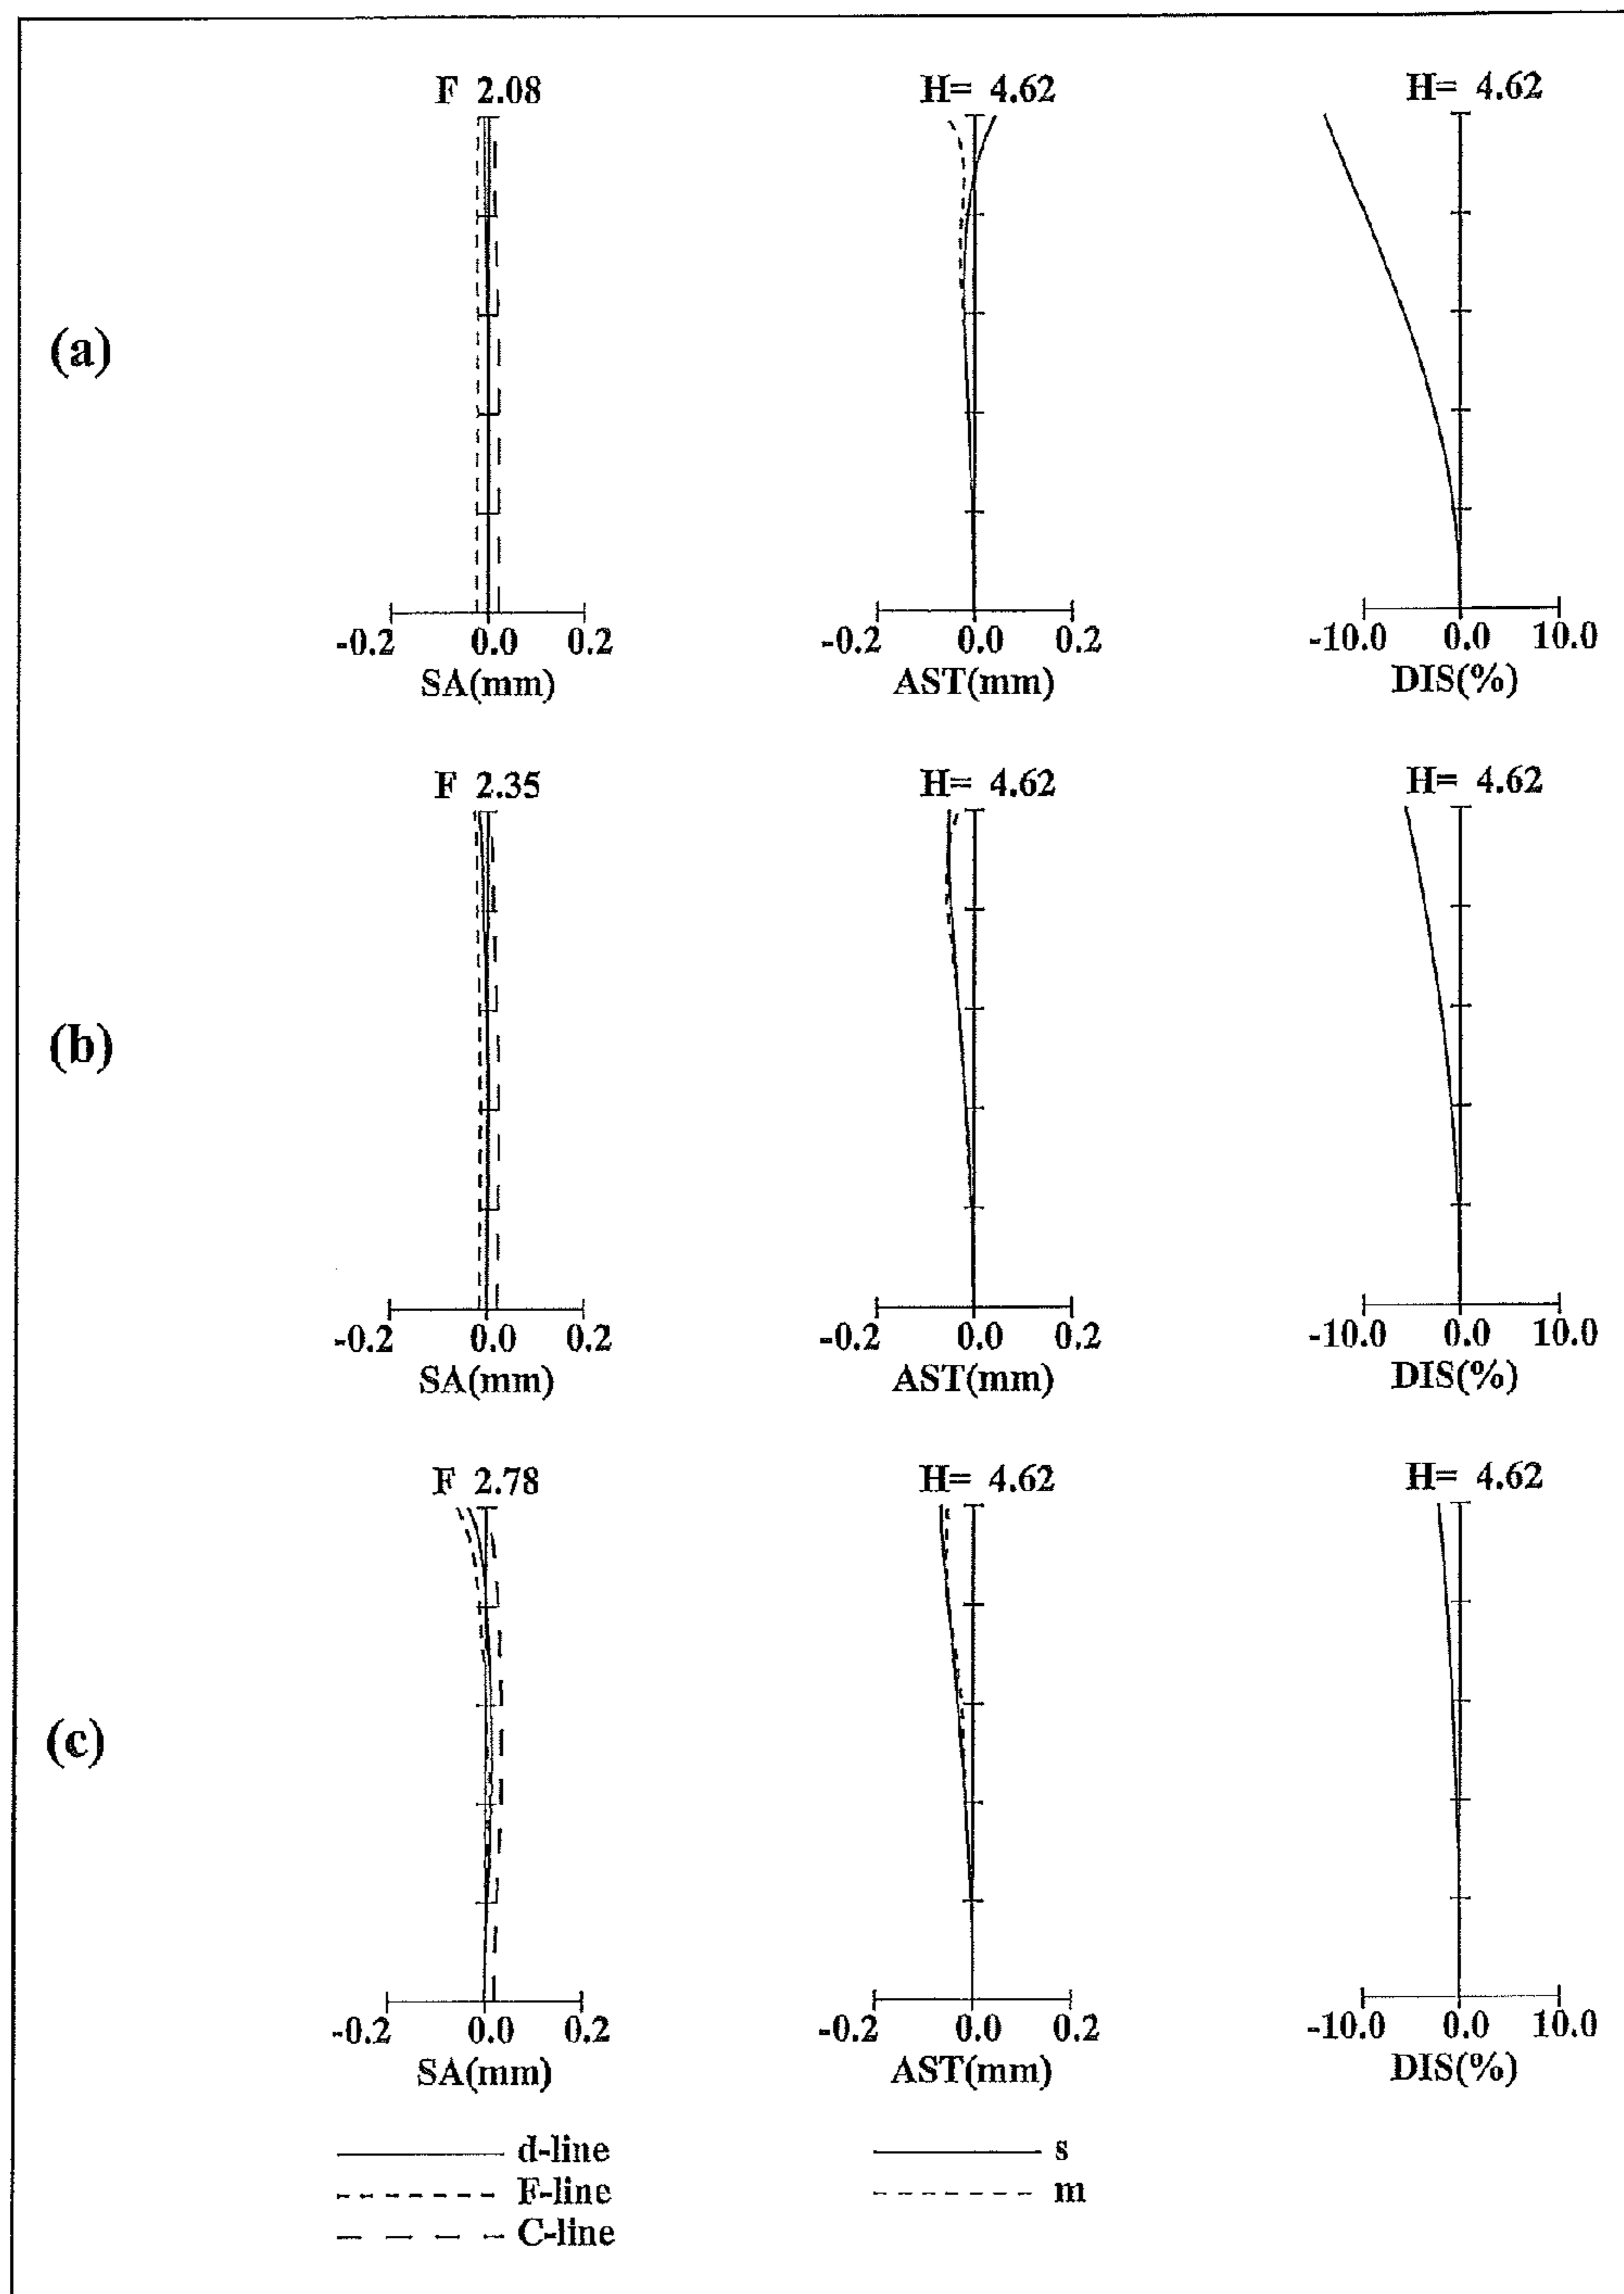 (a)
F 2.08
H= 4.62
H= 4.62
-0.2 0.0 0.2
SA(mm)
-0.2 0.0 0.2
AST(mm)
-10.0 0.0 10.0
DIS(%)
(b)
F 2.35
H= 4.62
H= 4.62
-0.2 0.0 0.2
SA(mm)
-0.2 0.0 0.2
AST(mm)
-10.0 0.0 10.0
DIS(%)
(c)
F 2.78
H= 4.62
H= 4.62
-0.2 0.0 0.2
SA(mm)
-0.2 0.0 0.2
AST(mm)
-10.0 0.0 10.0
DIS(%)
d-line
F-line
C-line
s
m